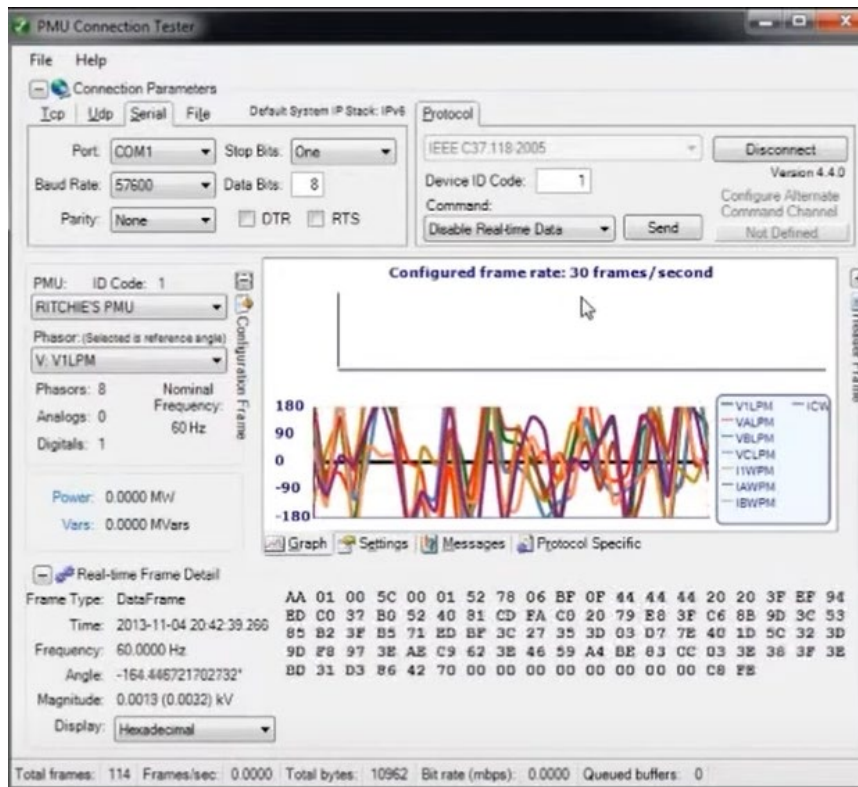 PMU Connection Tester
File Help
Connection Parameters
Tcp Udp Serial File Default System IP Stack: IPv6
Protocol
Port: COM1 Stop Bits: One
IEEE C37.118-2005 Disconnect
Baud Rate: 57600 Data Bits: 8
Device ID Code: 1 Version 4.4.0
Configure Alternate
Command Channel
Parity: None DTR RTS
Command:
Disable Real-time Data Send Not Defined
PMU: ID Code: 1
RITCHIE'S PMU
Phasor: (Selected is reference angle)
V: V1LPM
Phasors: 8 Nominal
Frequency:
60 Hz
Analogs: 0
Digitals: 1
Power: 0.0000 MW
Vars: 0.0000 MVars
Configuration Frame
Configured frame rate: 30 frames/second
180
90
0
-90
-180
V1LPM ICW
VALPM
VBLPM
VCLPM
I1WPM
IAWPM
IBWPM
Header Frame
Graph Settings Messages Protocol Specific
Real-time Frame Detail
Frame Type: DataFrame
Time: 2013-11-04 20:42:39.266
Frequency: 60.0000 Hz
Angle: -164.446721702732°
Magnitude: 0.0013 (0.0032) kV
Display: Hexadecimal
AA 01 00 5C 00 01 52 78 06 BF 0F 44 44 44 20 20 3F EF 94
ED C0 37 B0 52 40 81 CD FA C0 20 79 E8 3F C6 8B 9D 3C 53
85 B2 3F B5 71 ED BF 3C 27 35 3D 03 D7 7E 40 1D 5C 32 3D
9D F8 97 3E AE C9 62 3E 46 59 A4 BE 83 CC 03 3E 38 3F 3E
BD 31 D3 86 42 70 00 00 00 00 00 00 00 00 C8 FE
Total frames: 114 Frames/sec: 0.0000 Total bytes: 10962 Bit rate (mbps): 0.0000 Queued buffers: 0